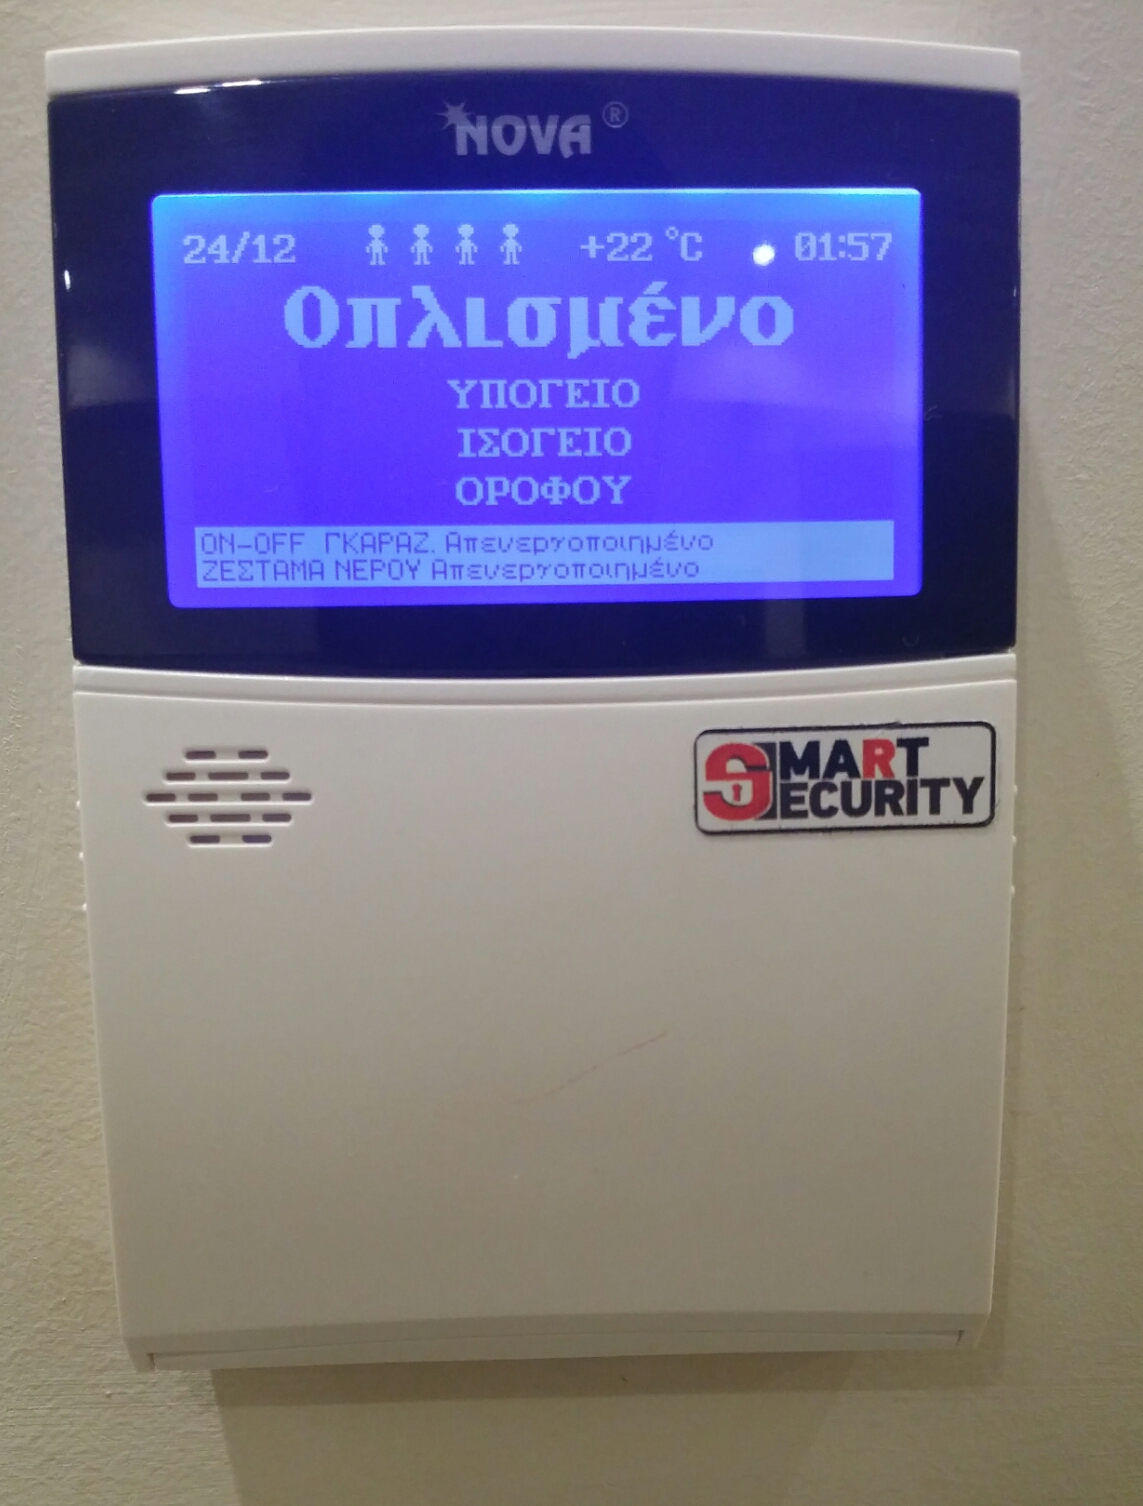 NOVA ®
24/12 +22 °C 01:57
Οπλισμένο
ΥΠΟΓΕΙΟ
ΙΣΟΓΕΙΟ
ΟΡΟΦΟΥ
ON-OFF ΓΚΑΡΑΖ. Απενεργοποιημένο
ΖΕΣΤΑΜΑ ΝΕΡΟΥ Απενεργοποιημένο
SMART
SECURITY